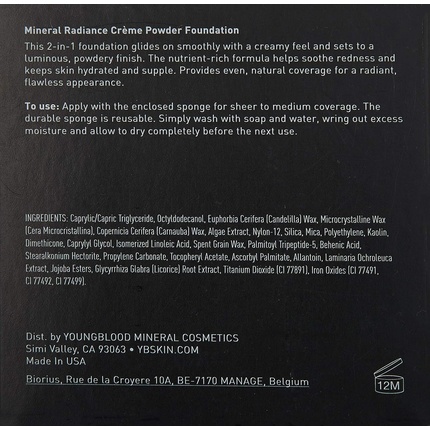 Mineral Radiance Crème Powder Foundation
This 2-in-1 foundation glides on smoothly with a creamy feel and sets to a
luminous, powdery finish. The nutrient-rich formula helps soothe redness and
keeps skin hydrated and supple. Provides even, natural coverage for a radiant,
flawless appearance.
To use: Apply with the enclosed sponge for sheer to medium coverage. The
durable sponge is reusable. Simply wash with soap and water, wring out excess
moisture and allow to dry completely before the next use.
INGREDIENTS: Caprylic/Capric Triglyceride, Octyldodecanol, Euphorbia Cerifera (Candelilla) Wax, Microcrystalline Wax
(Cera Microcristallina), Copernicia Cerifera (Carnauba) Wax, Algae Extract, Nylon-12, Silica, Mica, Polyethylene, Kaolin,
Dimethicone, Caprylyl Glycol, Isomerized Linoleic Acid, Spent Grain Wax, Palmitoyl Tripeptide-5, Behenic Acid,
Stearalkonium Hectorite, Propylene Carbonate, Tocopheryl Acetate, Ascorbyl Palmitate, Allantoin, Laminaria Ochroleuca
Extract, Jojoba Esters, Glycyrrhiza Glabra (Licorice) Root Extract, Titanium Dioxide (CI 77891), Iron Oxides (CI 77491,
CI 77492, CI 77499).
Dist. by YOUNGBLOOD MINERAL COSMETICS
Simi Valley, CA 93063 • YBSKIN.COM
Made In USA
Biorius, Rue de la Croyere 10A, BE-7170 MANAGE, Belgium
12M